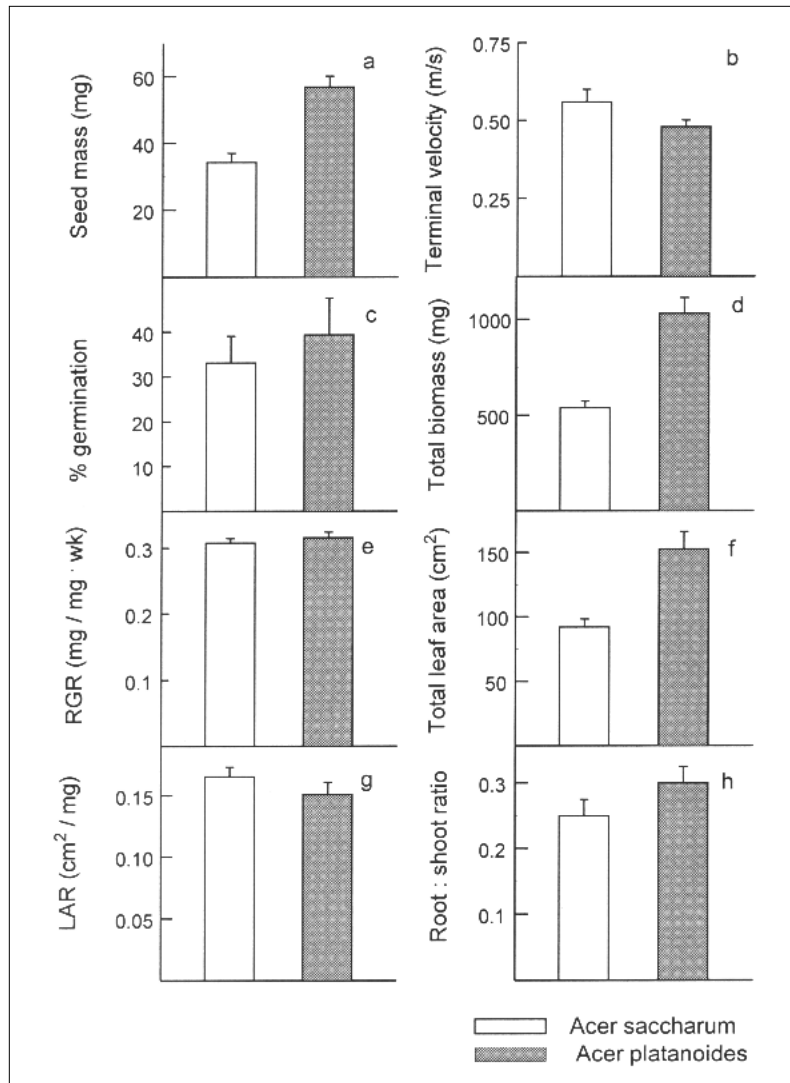 a
Seed mass (mg)
60
40
20
b
Terminal velocity (m/s)
0.75
0.50
0.25
c
% germination
40
30
20
10
d
Total biomass (mg)
1000
500
e
RGR (mg / mg · wk)
0.3
0.2
0.1
f
Total leaf area (cm²)
150
100
50
g
LAR (cm² / mg)
0.15
0.10
0.05
h
Root : shoot ratio
0.3
0.2
0.1
Acer saccharum
Acer platanoides